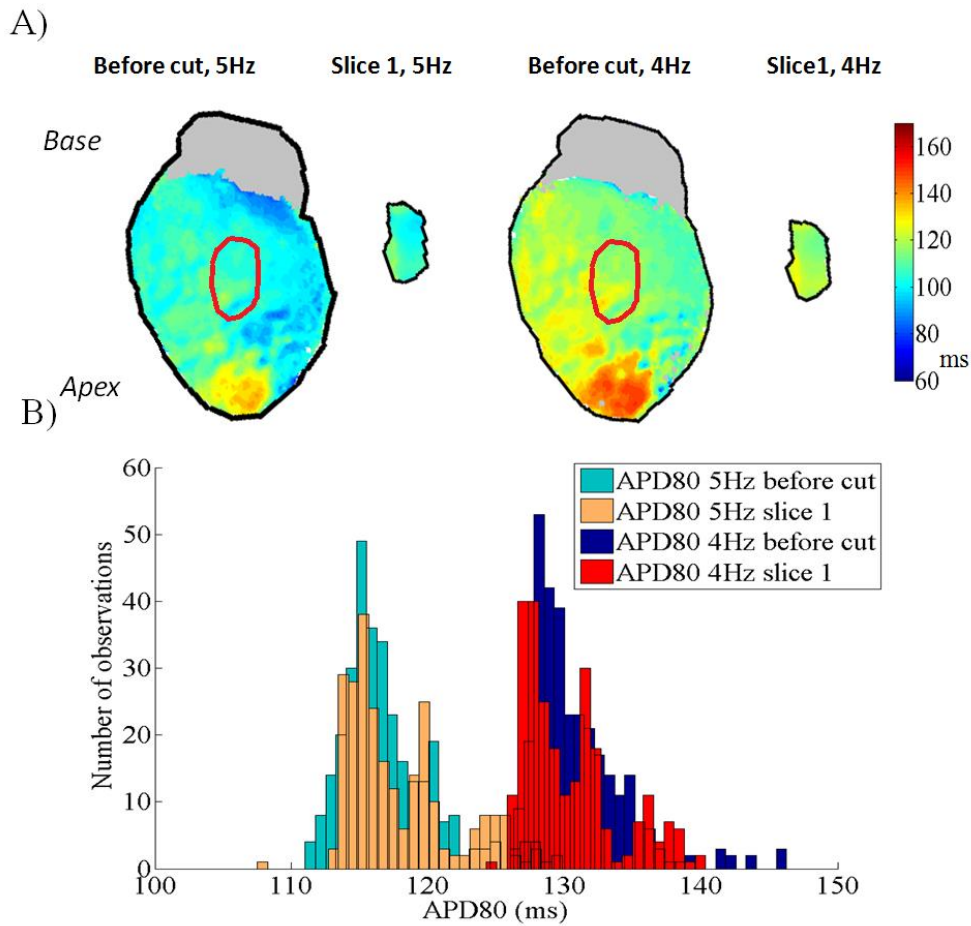 A)
Before cut, 5Hz
Slice 1, 5Hz
Before cut, 4Hz
Slice1, 4Hz
Base
Apex
160
140
120
100
80
60
ms
B)
60
50
40
30
20
10
0
Number of observations
APD80 5Hz before cut
APD80 5Hz slice 1
APD80 4Hz before cut
APD80 4Hz slice 1
100
110
120
130
140
150
APD80 (ms)